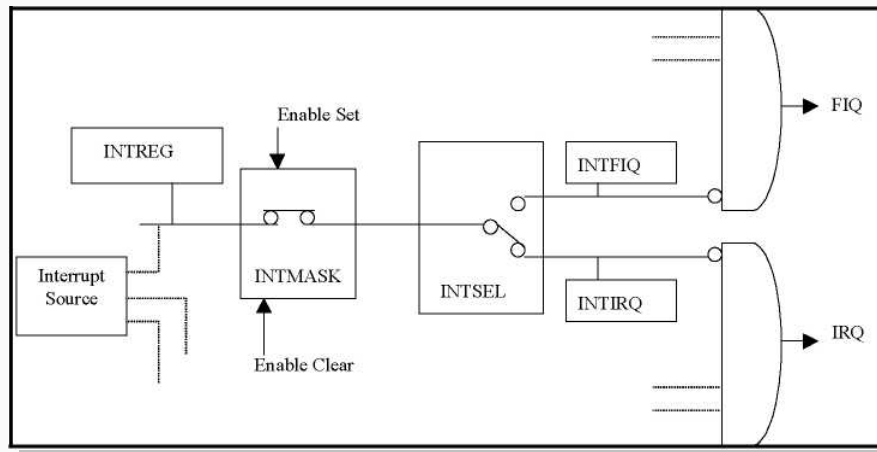 Enable Set
FIQ
INTREG
INTFIQ
Interrupt
Source
INTMASK
INTSEL
INTIRQ
IRQ
Enable Clear